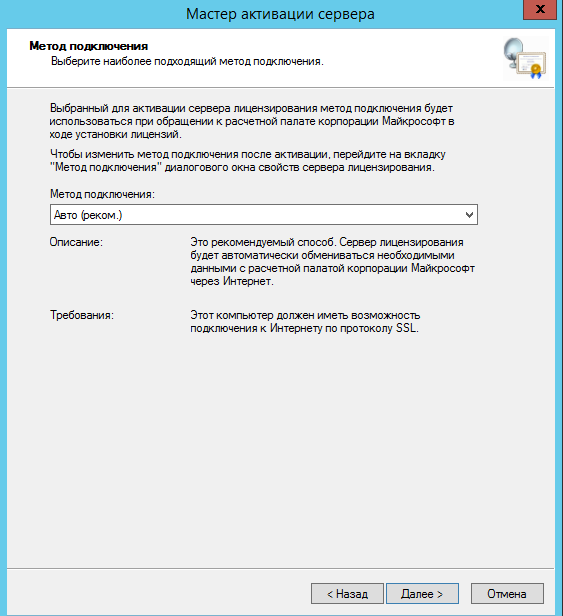 Мастер активации сервера
x
Метод подключения
Выберите наиболее подходящий метод подключения.
Выбранный для активации сервера лицензирования метод подключения будет
использоваться при обращении к расчетной палате корпорации Майкрософт в
ходе установки лицензий.
Чтобы изменить метод подключения после активации, перейдите на вкладку
"Метод подключения" диалогового окна свойств сервера лицензирования.
Метод подключения:
Авто (реком.)
Описание:
Это рекомендуемый способ. Сервер лицензирования
будет автоматически обмениваться необходимыми
данными с расчетной палатой корпорации Майкрософт
через Интернет.
Требования:
Этот компьютер должен иметь возможность
подключения к Интернету по протоколу SSL.
< Назад
Далее >
Отмена